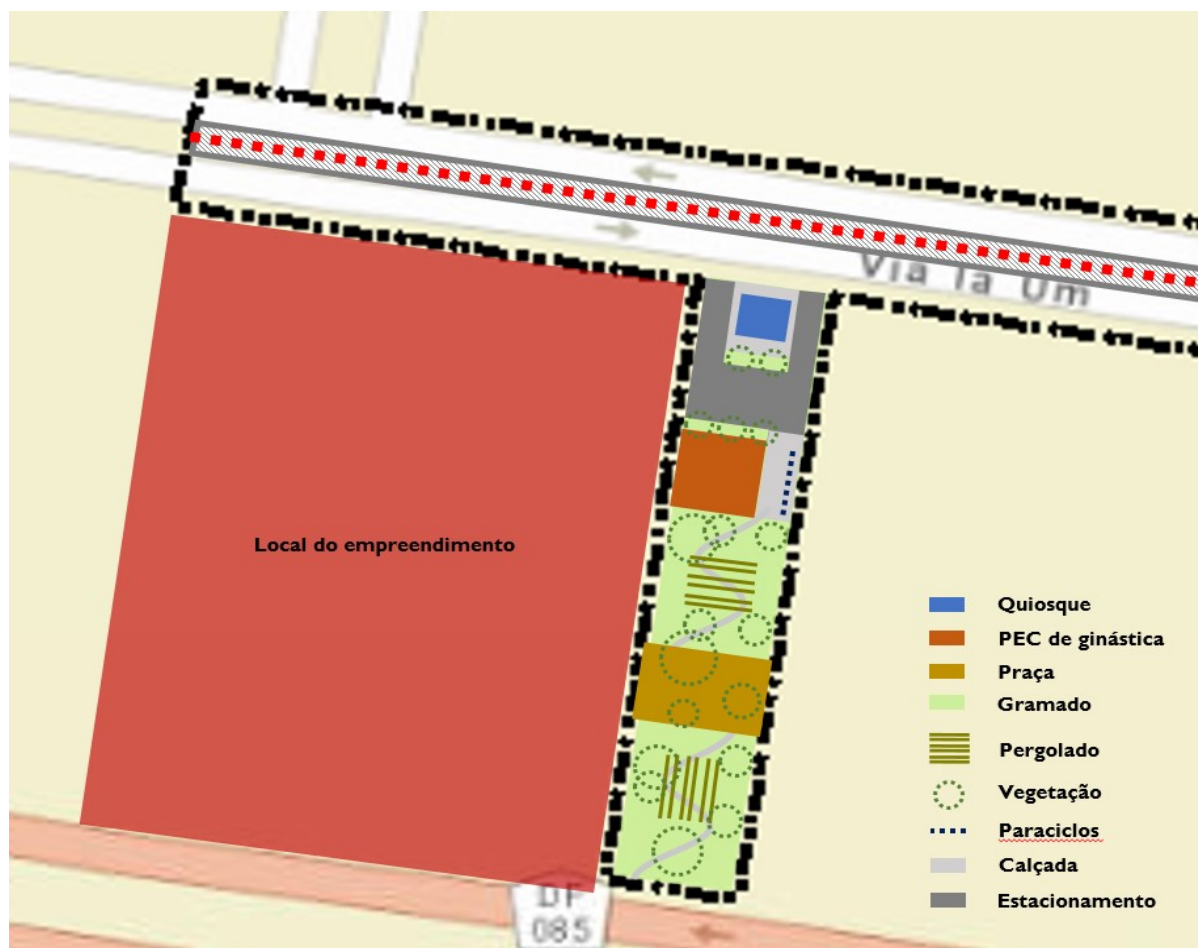 Via Ia Um
Local do empreendimento
Quiosque
PEC de ginástica
Praça
Gramado
Pergolado
Vegetação
Paraciclos
Calçada
Estacionamento
DF
085